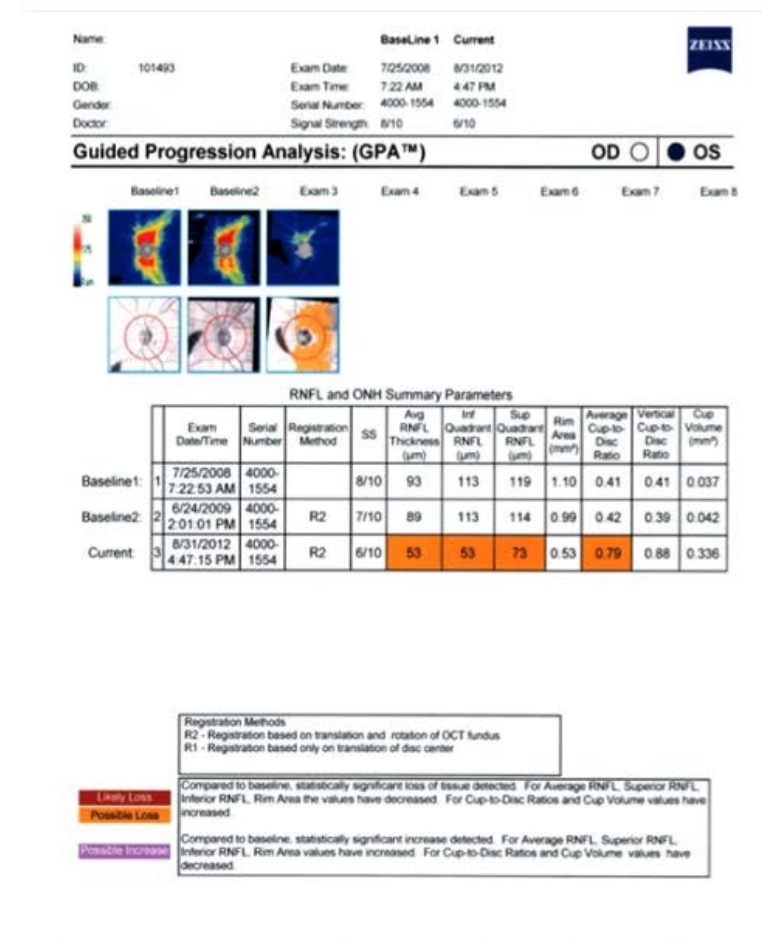 Name: BaseLine 1 Current
ZEISS
ID: 101493 Exam Date: 7/25/2008 8/31/2012
DOB: Exam Time: 7:22 AM 4:47 PM
Gender: Serial Number: 4000-1554 4000-1554
Doctor: Signal Strength: 8/10 6/10
Guided Progression Analysis: (GPA™) OD OS
Baseline1 Baseline2 Exam 3 Exam 4 Exam 5 Exam 6 Exam 7 Exam 8
RNFL and ONH Summary Parameters
Exam Date/Time Serial Number Registration Method SS Avg RNFL Thickness (µm) Inf Quadrant RNFL (µm) Sup Quadrant RNFL (µm) Rim Area (mm²) Average Cup-to-Disc Ratio Vertical Cup-to-Disc Ratio Cup Volume (mm³)
Baseline1: 1 7/25/2008 7:22:53 AM 4000-1554 8/10 93 113 119 1.10 0.41 0.41 0.037
Baseline2: 2 6/24/2009 2:01:01 PM 4000-1554 R2 7/10 89 113 114 0.99 0.42 0.39 0.042
Current: 3 8/31/2012 4:47:15 PM 4000-1554 R2 6/10 53 53 73 0.53 0.79 0.88 0.336
Registration Methods
R2 - Registration based on translation and rotation of OCT fundus
R1 - Registration based only on translation of disc center
Likely Loss
Possible Loss
Compared to baseline, statistically significant loss of tissue detected. For Average RNFL, Superior RNFL,
Inferior RNFL, Rim Area the values have decreased. For Cup-to-Disc Ratios and Cup Volume values have
increased.
Possible Increase
Compared to baseline, statistically significant increase detected. For Average RNFL, Superior RNFL,
Inferior RNFL, Rim Area values have increased. For Cup-to-Disc Ratios and Cup Volume values have
decreased.